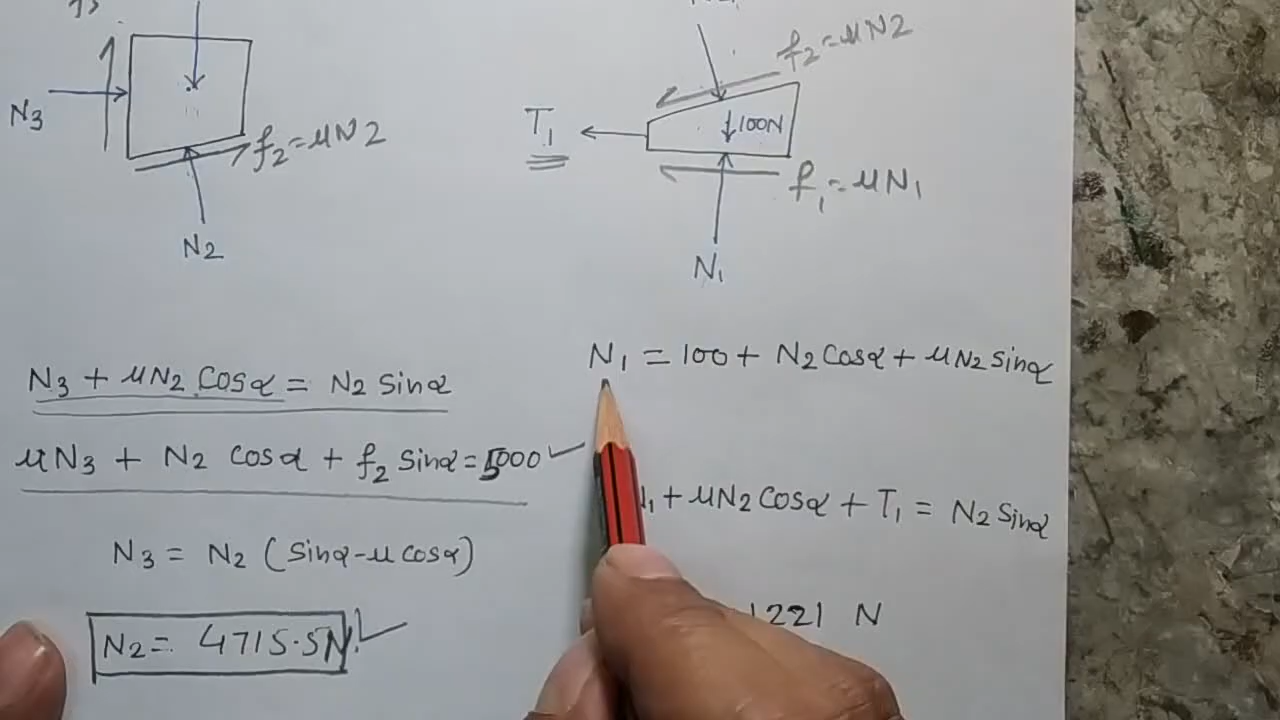 N3
f2=μN2
N2
f2=μN2
T1
↓100N
f1=μN1
N1
N3 + μN2 Cosα = N2 Sinα
μN3 + N2 Cosα + f2 Sinα = 5000
N3 = N2 (Sinα - μ Cosα)
N2 = 4715.5N
N1 = 100 + N2 Cosα + μN2 Sinα
+ μN2 Cosα + T1 = N2 Sinα
1221 N